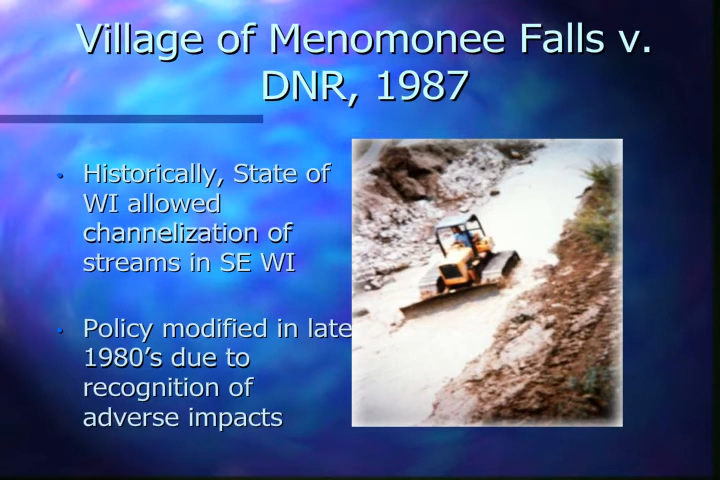 Village of Menomonee Falls v.
DNR, 1987
• Historically, State of
WI allowed
channelization of
streams in SE WI
• Policy modified in late
1980’s due to
recognition of
adverse impacts